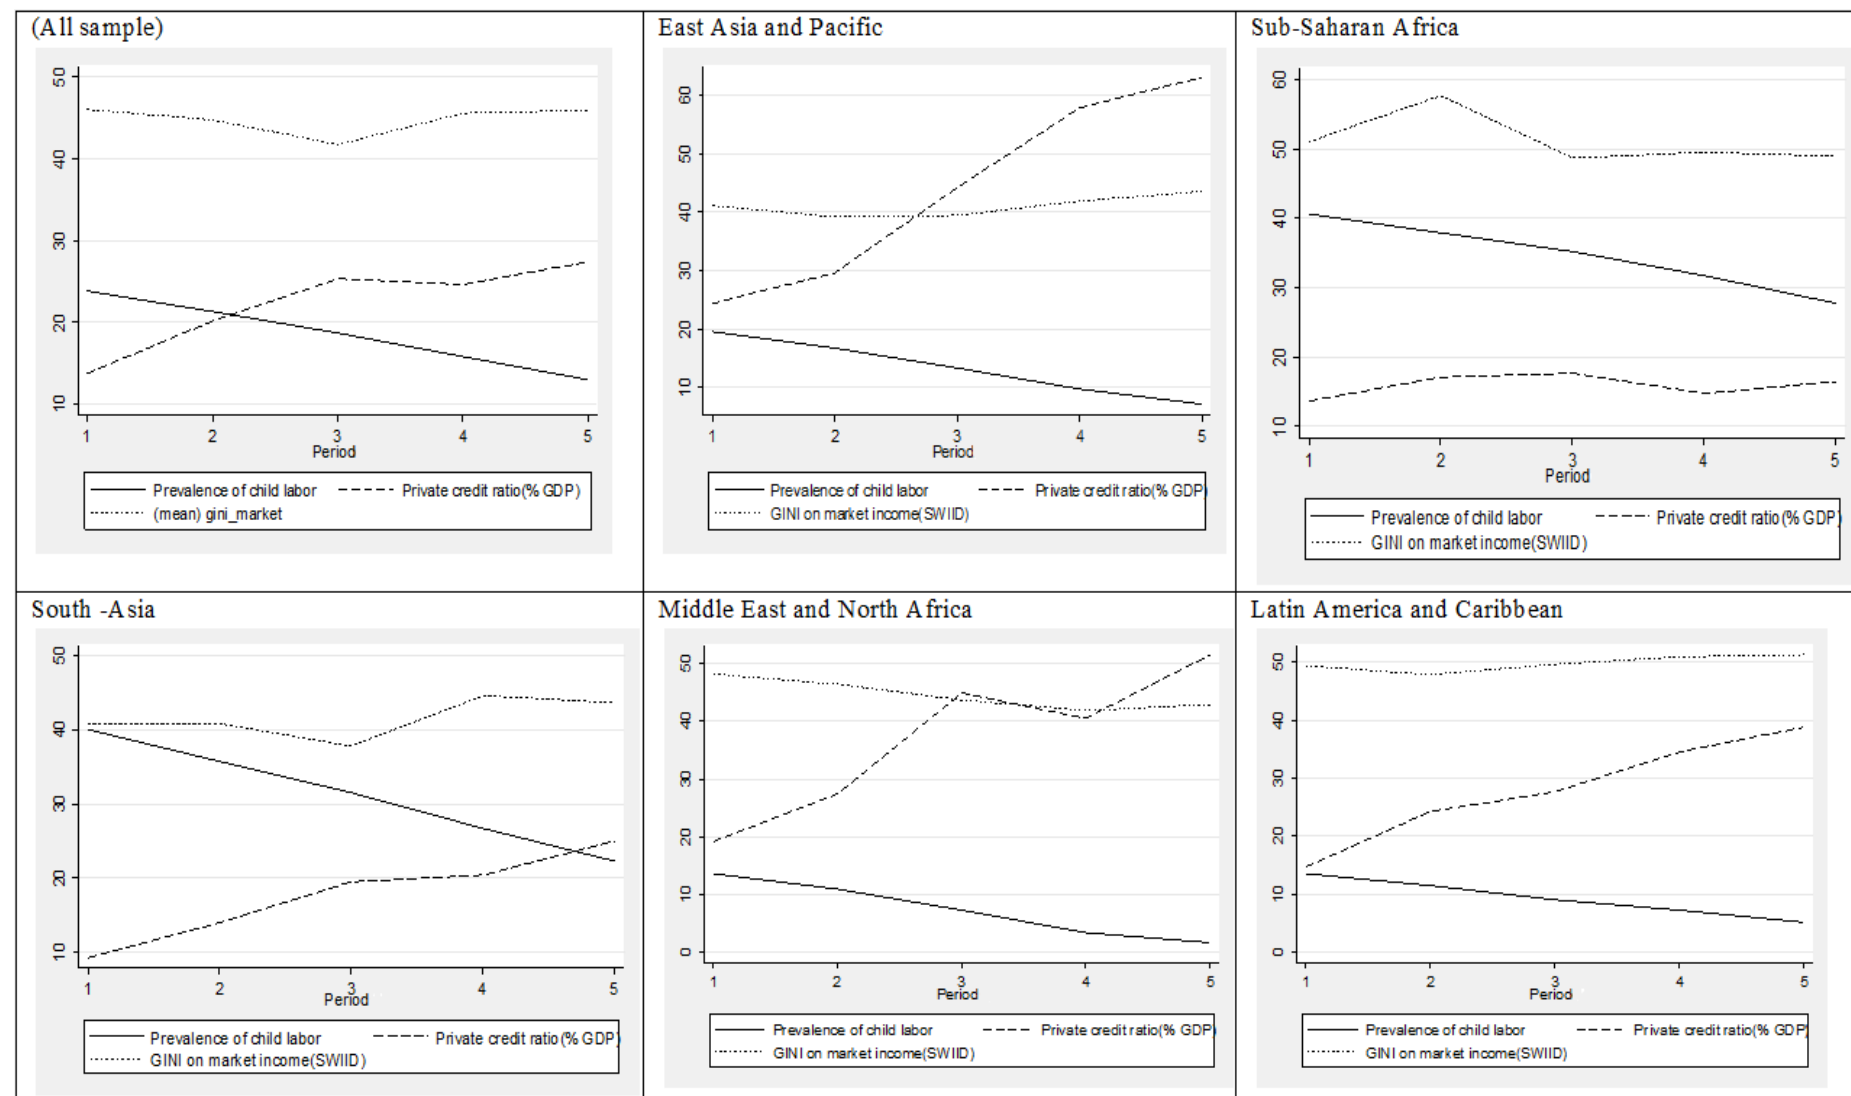 (All sample)
50
40
30
20
10
1 2 3 4 5
Period
Prevalence of child labor Private credit ratio(% GDP)
(mean) gini_market
East Asia and Pacific
60
50
40
30
20
10
1 2 3 4 5
Period
Prevalence of child labor Private credit ratio(% GDP)
GINI on market income(SWIID)
Sub-Saharan Africa
60
50
40
30
20
10
1 2 3 4 5
Period
Prevalence of child labor Private credit ratio(% GDP)
GINI on market income(SWIID)
South -Asia
50
40
30
20
10
1 2 3 4 5
Period
Prevalence of child labor Private credit ratio(% GDP)
GINI on market income(SWIID)
Middle East and North Africa
50
40
30
20
10
0
1 2 3 4 5
Period
Prevalence of child labor Private credit ratio(% GDP)
GINI on market income(SWIID)
Latin America and Caribbean
50
40
30
20
10
0
1 2 3 4 5
Period
Prevalence of child labor Private credit ratio(% GDP)
GINI on market income(SWIID)